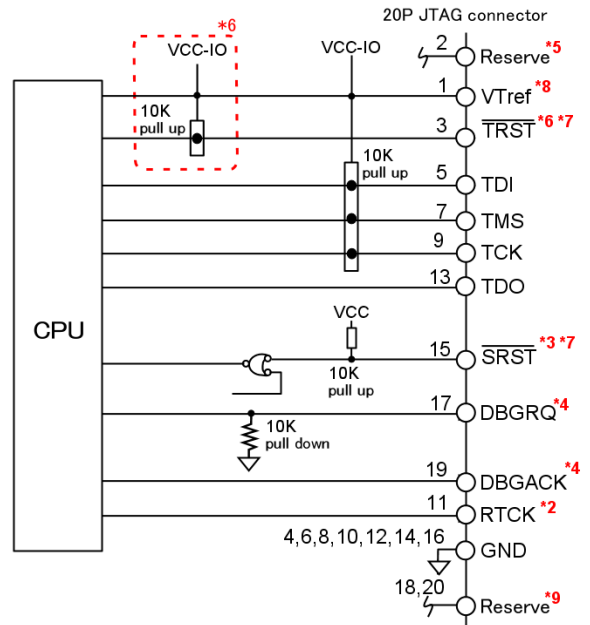 20P JTAG connector
*6
VCC-IO
VCC-IO
2
Reserve*5
1
VTref *8
10K
pull up
3
TRST *6 *7
10K
pull up
5
TDI
7
TMS
9
TCK
13
TDO
CPU
VCC
15
SRST *3 *7
10K
pull up
17
DBGRQ*4
10K
pull down
19
DBGACK*4
11
RTCK *2
4,6,8,10,12,14,16
GND
18,20
Reserve*9